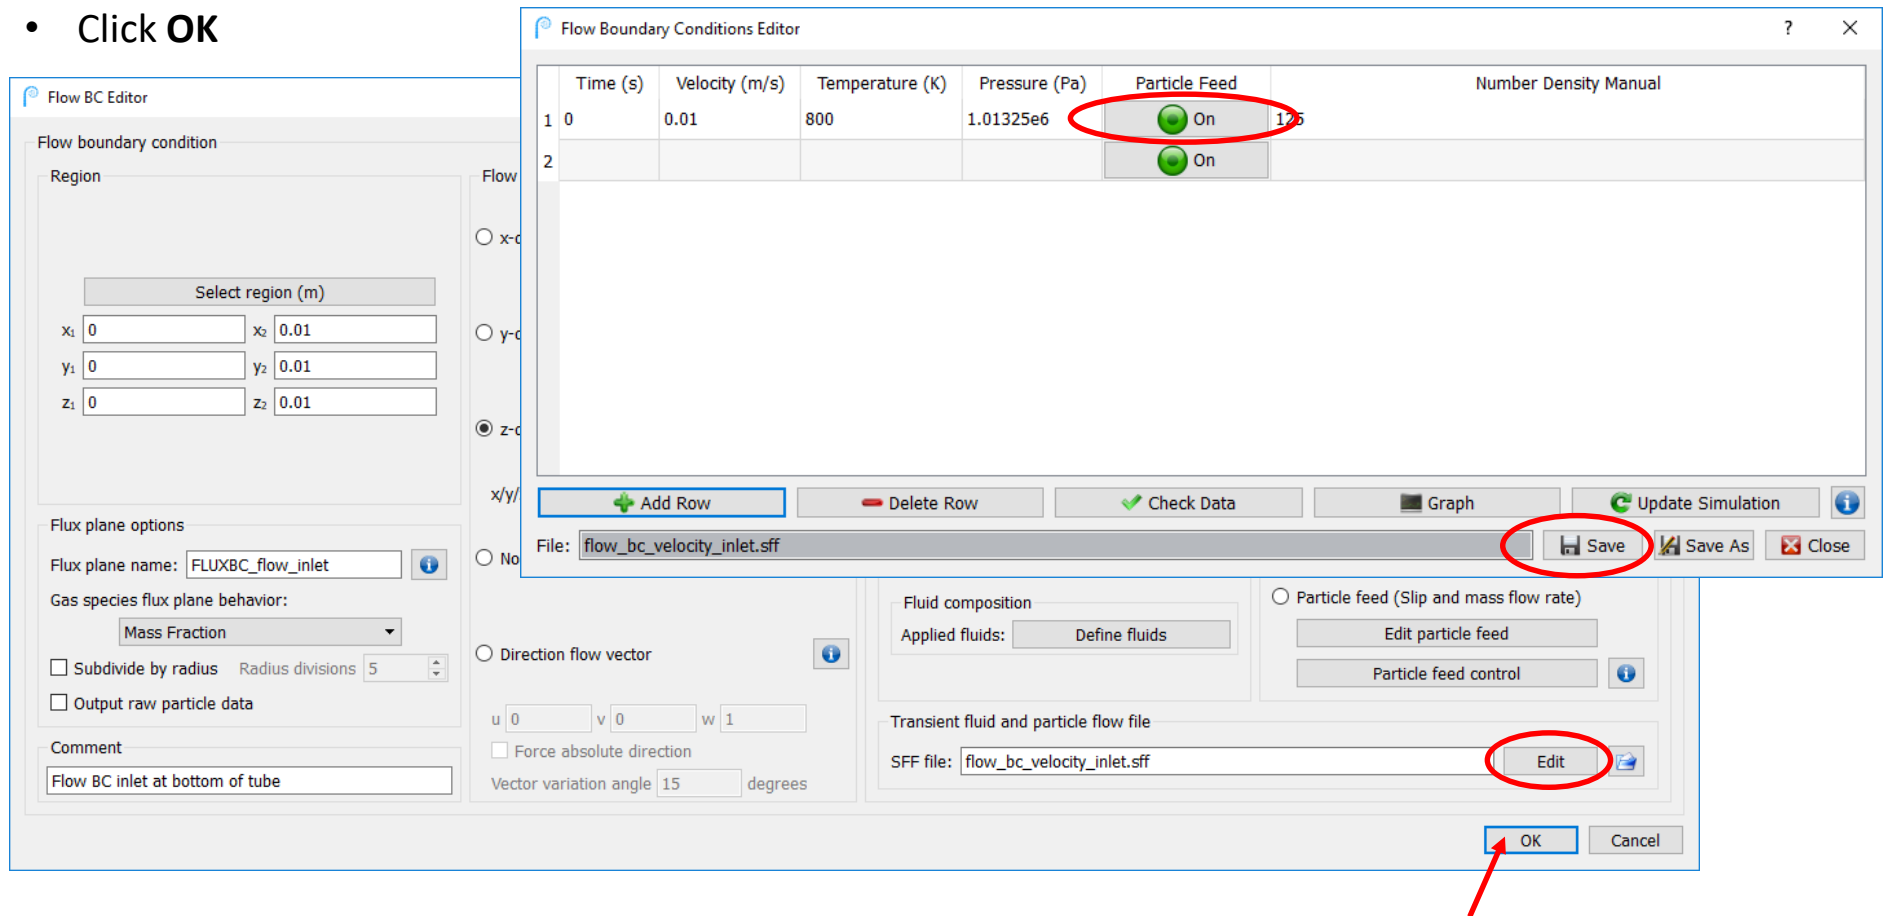 • Click OK
Flow Boundary Conditions Editor
?
Time (s) Velocity (m/s) Temperature (K) Pressure (Pa) Particle Feed Number Density Manual
1 0 0.01 800 1.01325e6 On 125
2 On
Add Row Delete Row Check Data Graph Update Simulation
File: flow_bc_velocity_inlet.sff Save Save As Close
Flow BC Editor
Flow boundary condition
Region
Select region (m)
x₁ 0 x₂ 0.01
y₁ 0 y₂ 0.01
z₁ 0 z₂ 0.01
Flux plane options
Flux plane name: FLUXBC_flow_inlet
Gas species flux plane behavior:
Mass Fraction
Subdivide by radius Radius divisions 5
Output raw particle data
Comment
Flow BC inlet at bottom of tube
Flow
x-
y-
z-
x/y/
No
Direction flow vector
u 0 v 0 w 1
Force absolute direction
Vector variation angle 15 degrees
Fluid composition
Applied fluids: Define fluids
Particle feed (Slip and mass flow rate)
Edit particle feed
Particle feed control
Transient fluid and particle flow file
SFF file: flow_bc_velocity_inlet.sff Edit
OK Cancel